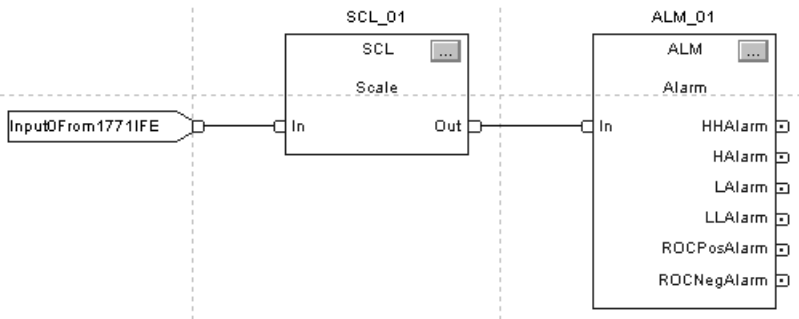 SCL_01
SCL
...
Scale
Input0From1771IFE
In
Out
ALM_01
ALM
...
Alarm
In
HHAlarm
HAlarm
LAlarm
LLAlarm
ROCPosAlarm
ROCNegAlarm